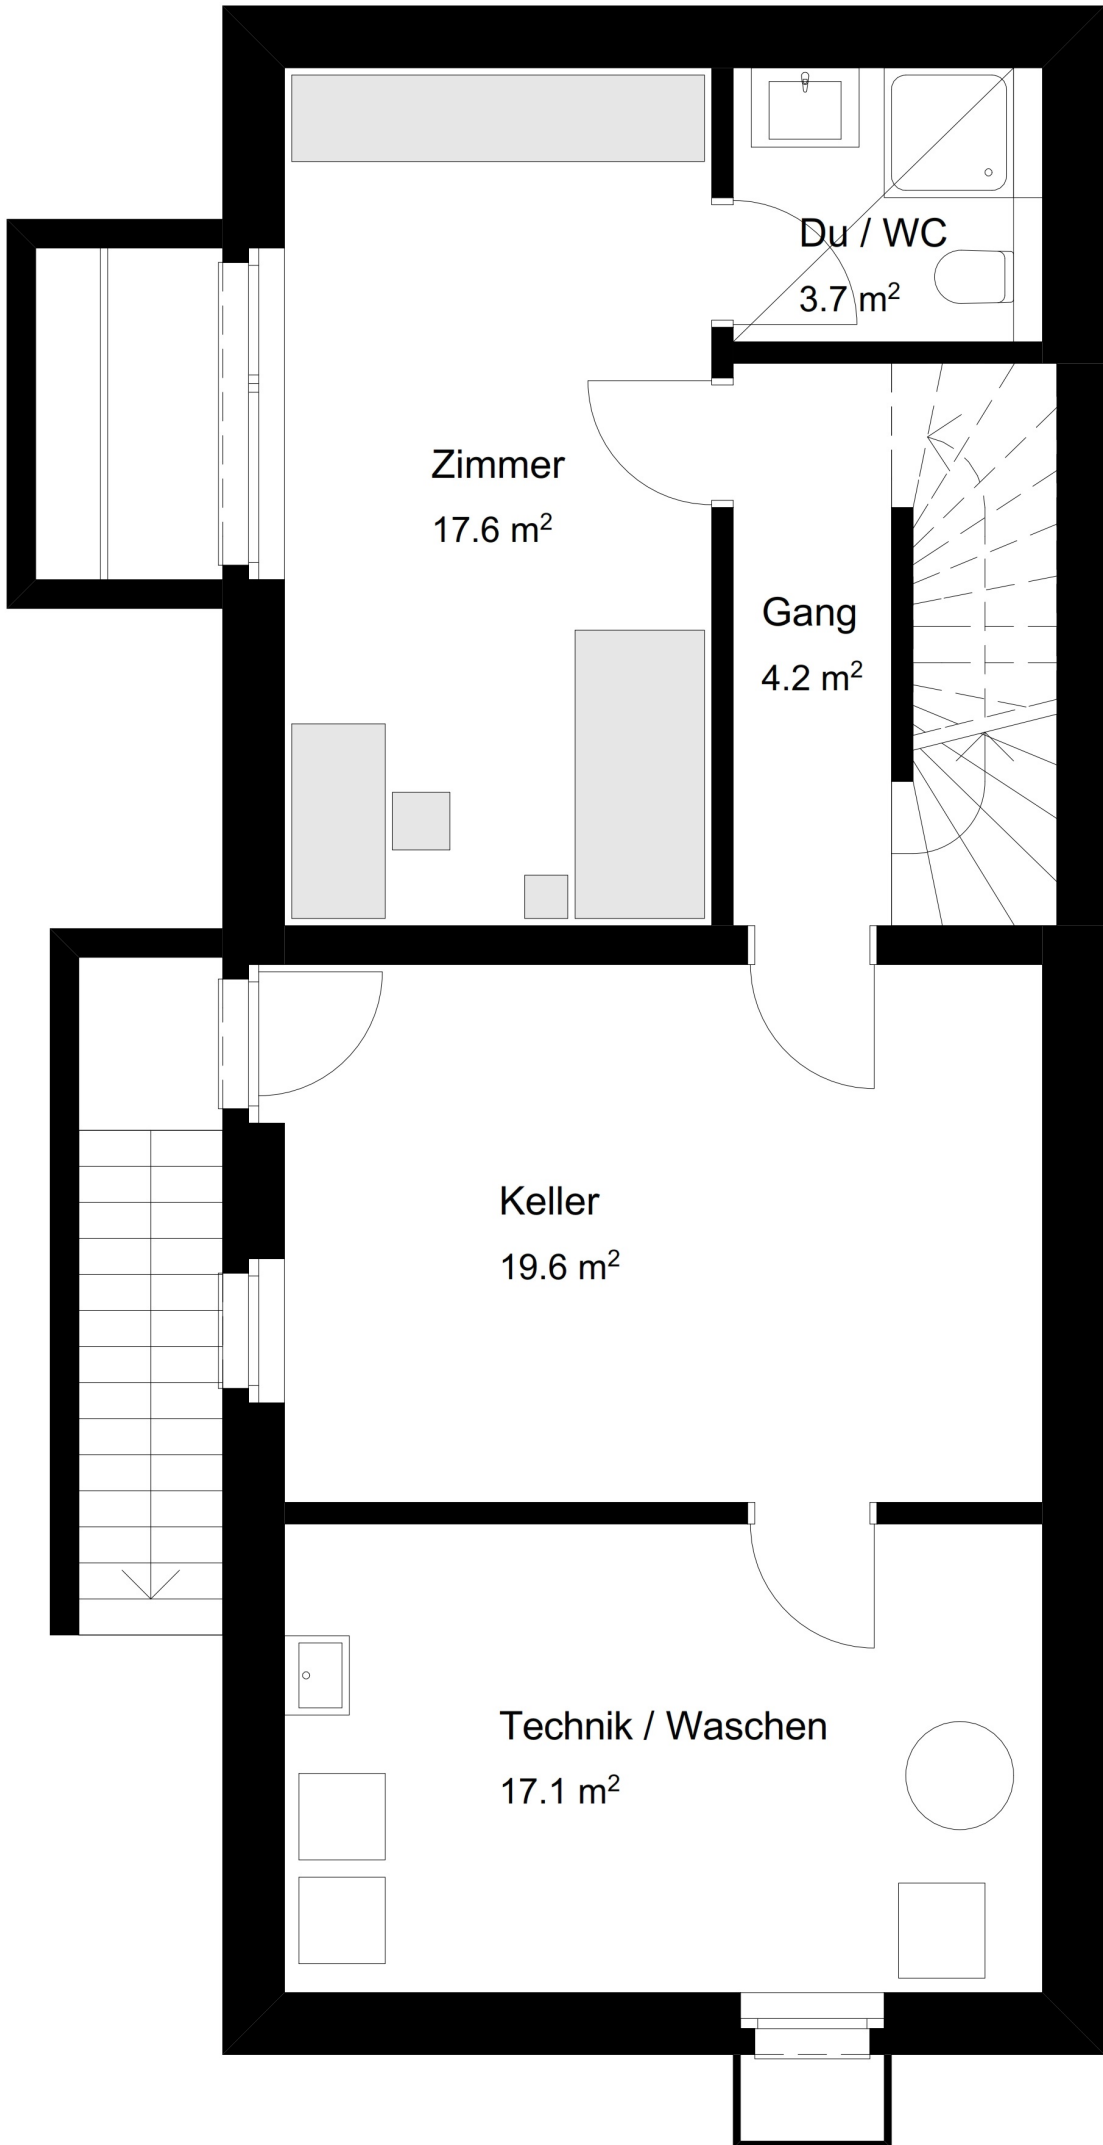 Du / WC
3.7 m²
Zimmer
17.6 m²
Gang
4.2 m²
Keller
19.6 m²
Technik / Waschen
17.1 m²